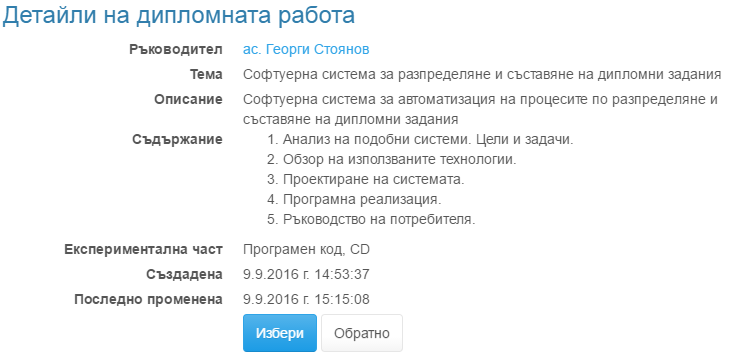 Детайли на дипломната работа
Ръководител ас. Георги Стоянов
Тема Софтуерна система за разпределяне и съставяне на дипломни задания
Описание Софтуерна система за автоматизация на процесите по разпределяне и
съставяне на дипломни задания
Съдържание 1. Анализ на подобни системи. Цели и задачи.
2. Обзор на използваните технологии.
3. Проектиране на системата.
4. Програмна реализация.
5. Ръководство на потребителя.
Експериментална част Програмен код, CD
Създадена 9.9.2016 г. 14:53:37
Последно променена 9.9.2016 г. 15:15:08
Избери Обратно